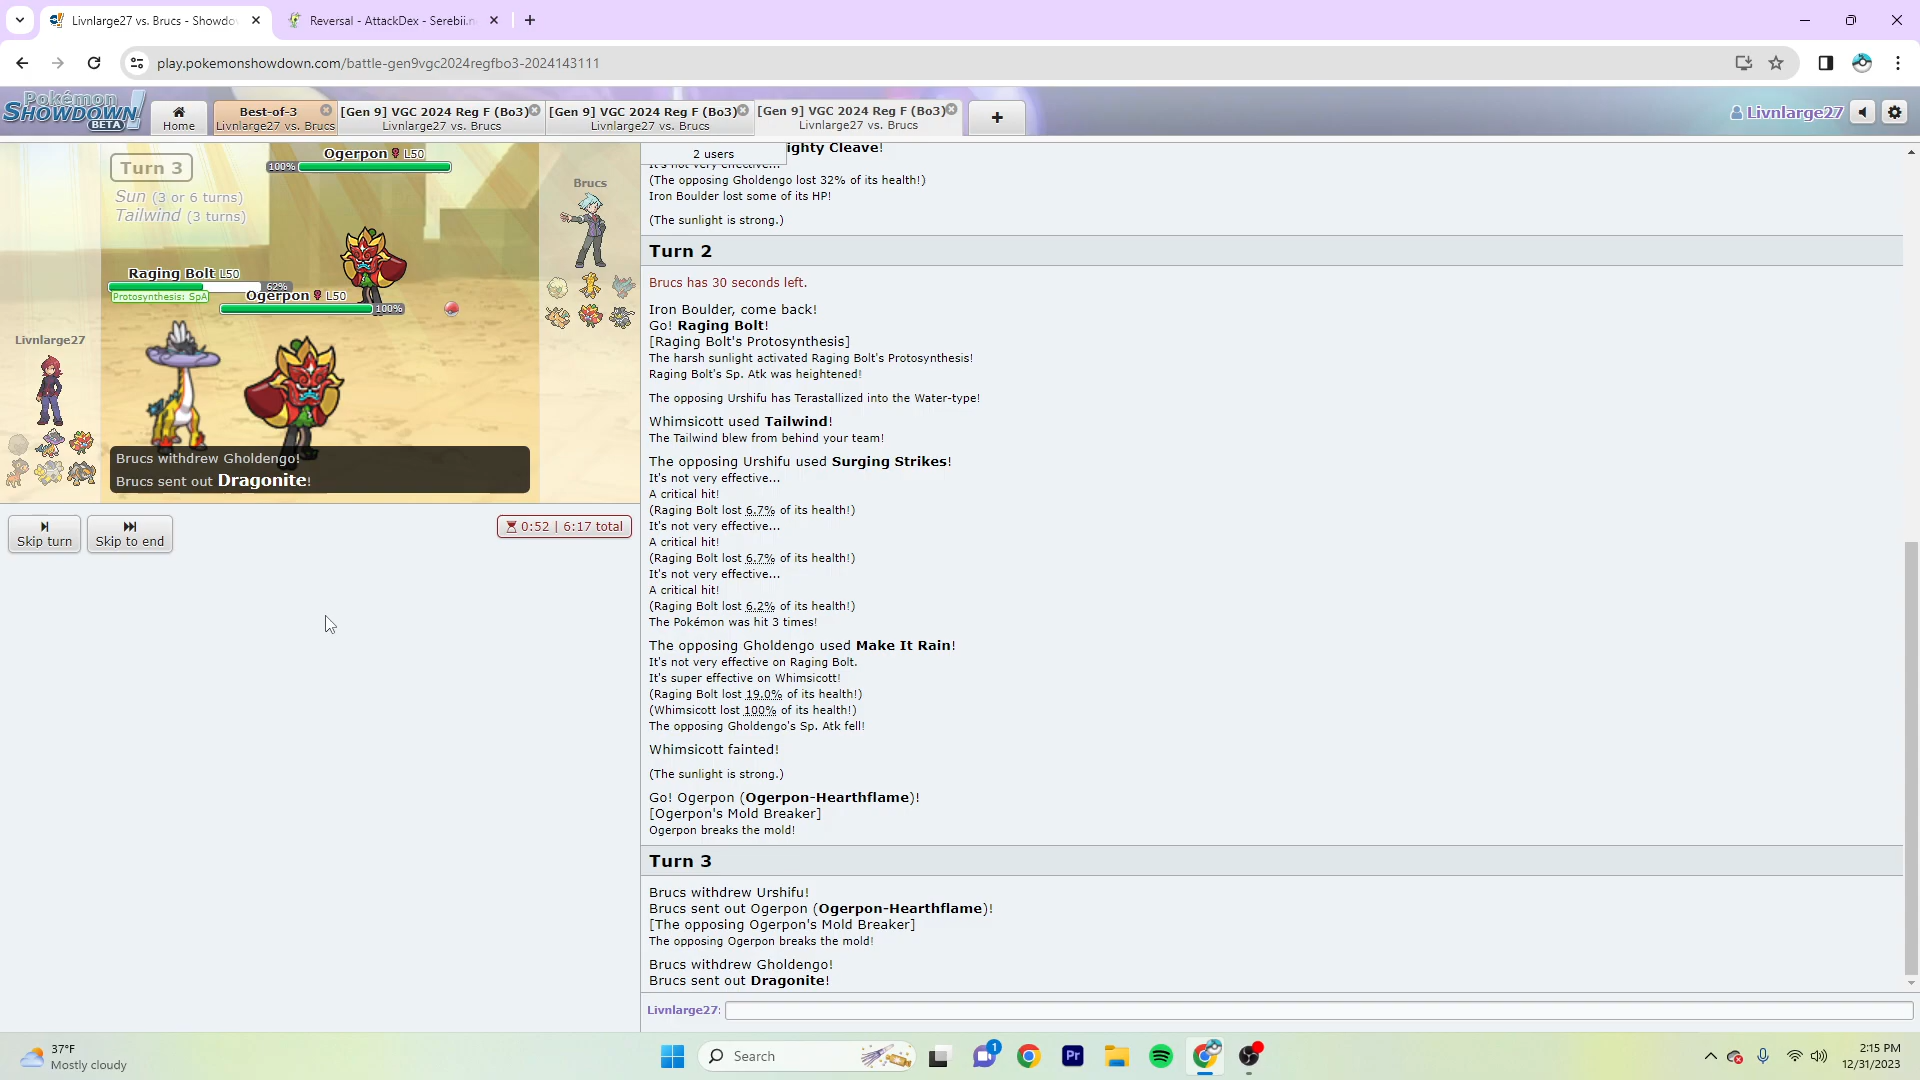 Livnlarge27 vs. Brucs - Showdo
Reversal - AttackDex - Serebii.n
play.pokemonshowdown.com/battle-gen9vgc2024regfbo3-2024143111
Pokémon
SHOWDOWN!
BETA
Home
Best-of-3
Livnlarge27 vs. Brucs
[Gen 9] VGC 2024 Reg F (Bo3)
Livnlarge27 vs. Brucs
[Gen 9] VGC 2024 Reg F (Bo3)
Livnlarge27 vs. Brucs
[Gen 9] VGC 2024 Reg F (Bo3)
Livnlarge27 vs. Brucs
+
Livnlarge27
Turn 3
Sun (3 or 6 turns)
Tailwind (3 turns)
Ogerpon L50
100%
Brucs
Raging Bolt L50
62%
Protosynthesis: SpA
Ogerpon L50
100%
Livnlarge27
Brucs withdrew Gholdengo!
Brucs sent out Dragonite!
Skip turn
Skip to end
0:52 | 6:17 total
2 users
ighty Cleave!
It's not very effective...
(The opposing Gholdengo lost 32% of its health!)
Iron Boulder lost some of its HP!
(The sunlight is strong.)
Turn 2
Brucs has 30 seconds left.
Iron Boulder, come back!
Go! Raging Bolt!
[Raging Bolt's Protosynthesis]
The harsh sunlight activated Raging Bolt's Protosynthesis!
Raging Bolt's Sp. Atk was heightened!
The opposing Urshifu has Terastallized into the Water-type!
Whimsicott used Tailwind!
The Tailwind blew from behind your team!
The opposing Urshifu used Surging Strikes!
It's not very effective...
A critical hit!
(Raging Bolt lost 6.7% of its health!)
It's not very effective...
A critical hit!
(Raging Bolt lost 6.7% of its health!)
It's not very effective...
A critical hit!
(Raging Bolt lost 6.2% of its health!)
The Pokémon was hit 3 times!
The opposing Gholdengo used Make It Rain!
It's not very effective on Raging Bolt.
It's super effective on Whimsicott!
(Raging Bolt lost 19.0% of its health!)
(Whimsicott lost 100% of its health!)
The opposing Gholdengo's Sp. Atk fell!
Whimsicott fainted!
(The sunlight is strong.)
Go! Ogerpon (Ogerpon-Hearthflame)!
[Ogerpon's Mold Breaker]
Ogerpon breaks the mold!
Turn 3
Brucs withdrew Urshifu!
Brucs sent out Ogerpon (Ogerpon-Hearthflame)!
[The opposing Ogerpon's Mold Breaker]
The opposing Ogerpon breaks the mold!
Brucs withdrew Gholdengo!
Brucs sent out Dragonite!
Livnlarge27:
37°F
Mostly cloudy
Search
1
Pr
2:15 PM
12/31/2023